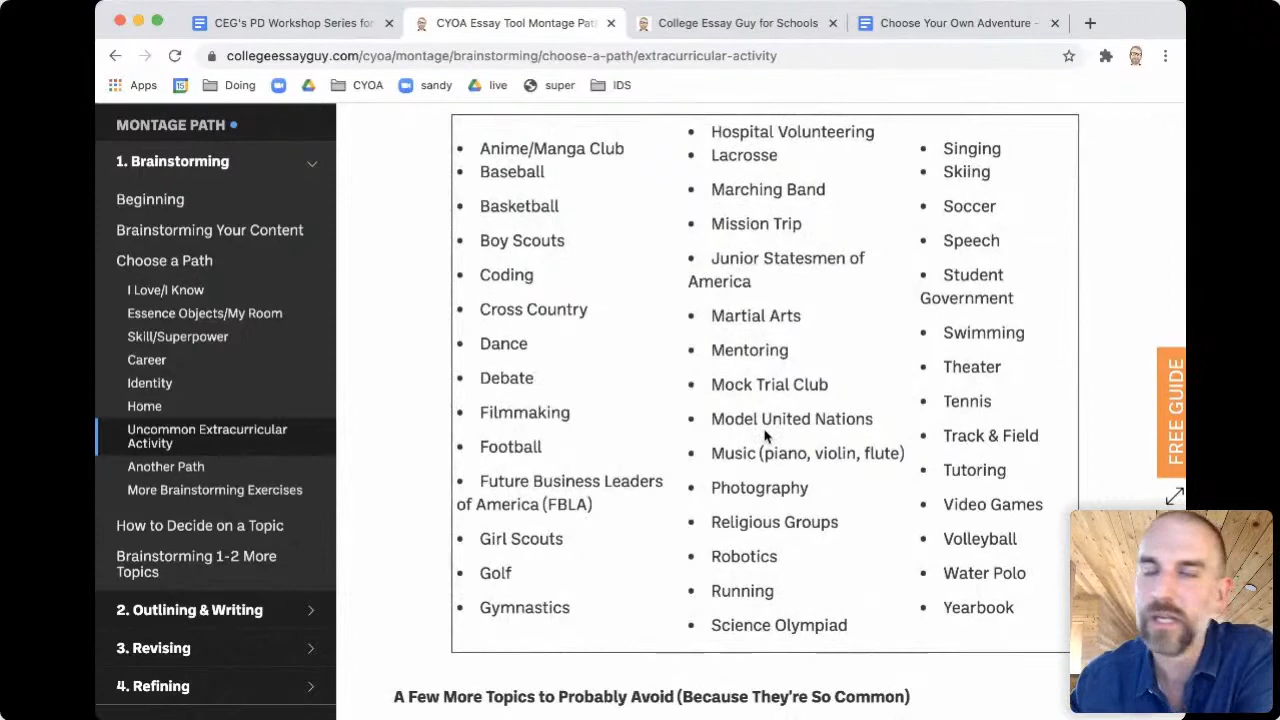 CEG's PD Workshop Series for
CYOA Essay Tool Montage Pat
College Essay Guy for Schools
Choose Your Own Adventure -
collegeessayguy.com/cyoa/montage/brainstorming/choose-a-path/extracurricular-activity
Apps
15
Doing
CYOA
sandy
live
super
IDS
MONTAGE PATH
1. Brainstorming
Beginning
Brainstorming Your Content
Choose a Path
I Love/I Know
Essence Objects/My Room
Skill/Superpower
Career
Identity
Home
Uncommon Extracurricular
Activity
Another Path
More Brainstorming Exercises
How to Decide on a Topic
Brainstorming 1-2 More
Topics
2. Outlining & Writing
3. Revising
4. Refining
• Anime/Manga Club
• Baseball
• Basketball
• Boy Scouts
• Coding
• Cross Country
• Dance
• Debate
• Filmmaking
• Football
• Future Business Leaders
of America (FBLA)
• Girl Scouts
• Golf
• Gymnastics
• Hospital Volunteering
• Lacrosse
• Marching Band
• Mission Trip
• Junior Statesmen of
America
• Martial Arts
• Mentoring
• Mock Trial Club
• Model United Nations
• Music (piano, violin, flute)
• Photography
• Religious Groups
• Robotics
• Running
• Science Olympiad
• Singing
• Skiing
• Soccer
• Speech
• Student
Government
• Swimming
• Theater
• Tennis
• Track & Field
• Tutoring
• Video Games
• Volleyball
• Water Polo
• Yearbook
A Few More Topics to Probably Avoid (Because They're So Common)
FREE GUIDE